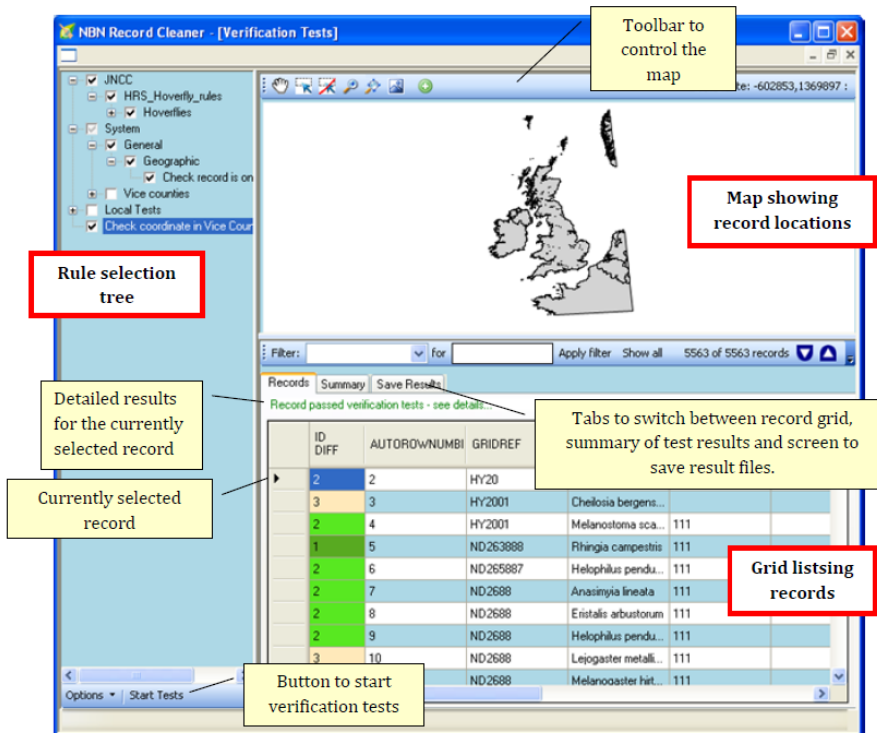 NBN Record Cleaner - [Verification Tests]
Toolbar to
control the
map
JNCC
HRS_Hoverfly_rules
Hoverflies
System
General
Geographic
Check record is on
Vice counties
Local Tests
Check coordinate in Vice Cour
te: -602853,1369897 :
Map showing
record locations
Rule selection
tree
Filter:
for
Apply filter Show all 5563 of 5563 records
Records Summary Save Results
Record passed verification tests - see details...
Detailed results
for the currently
selected record
Tabs to switch between record grid,
summary of test results and screen to
save result files.
Currently selected
record
ID
DIFF AUTOROWNUMBI GRIDREF
2 2 HY20
3 3 HY2001 Cheilosia bergens...
2 4 HY2001 Melanostoma sca... 111
1 5 ND263888 Rhingia campestris 111
2 6 ND265887 Helophilus pendu... 111
2 7 ND2688 Anasimyia lineata 111
2 8 ND2688 Eristalis arbustorum 111
2 9 ND2688 Helophilus pendu... 111
3 10 ND2688 Lejogaster metalli... 111
ND2688 Melanogaster hirt... 111
Grid listsing
records
Button to start
verification tests
Options Start Tests